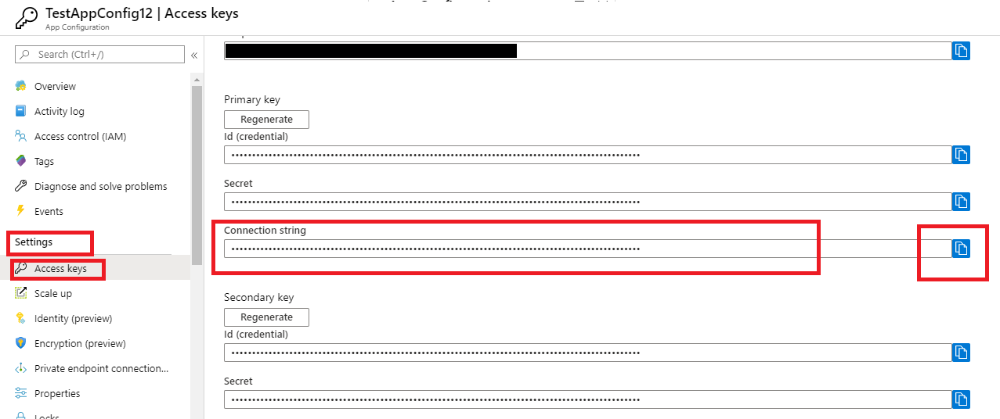 TestAppConfig12 | Access keys
App Configuration
Search (Ctrl+/)
«
Overview
Activity log
Access control (IAM)
Tags
Diagnose and solve problems
Events
Settings
Access keys
Scale up
Identity (preview)
Encryption (preview)
Private endpoint connection...
Properties
Locks
Primary key
Regenerate
Id (credential)
Secret
Connection string
Secondary key
Regenerate
Id (credential)
Secret